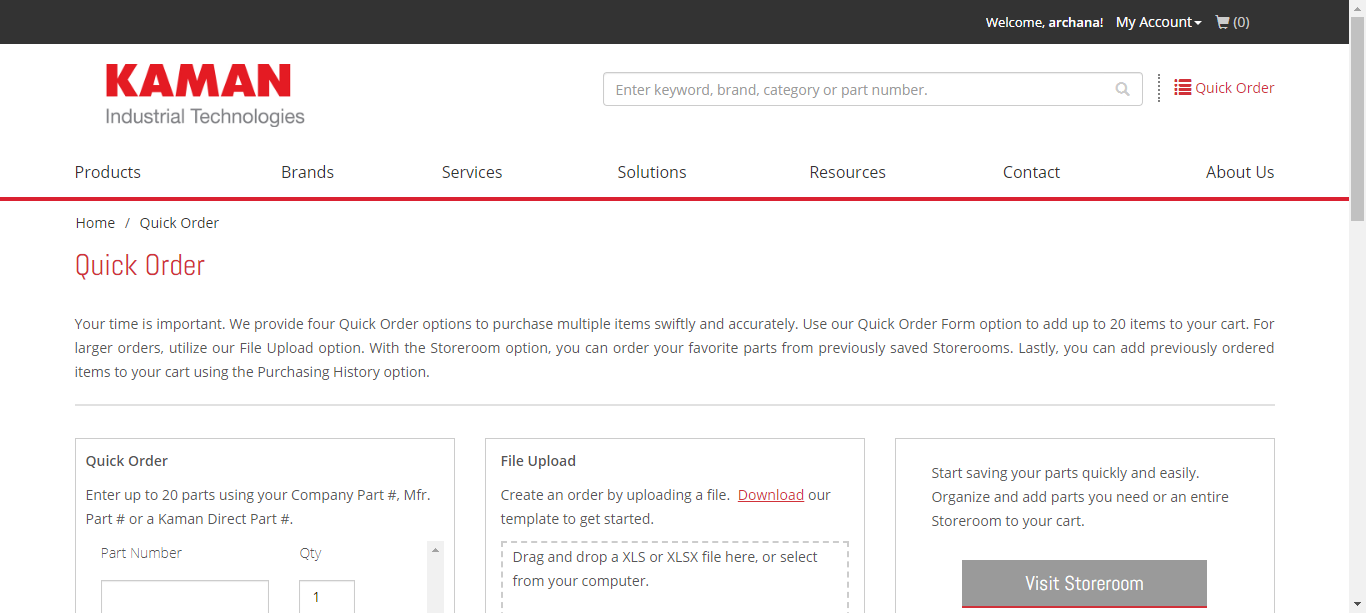 Welcome, archana! My Account (0)
KAMAN
Industrial Technologies
Enter keyword, brand, category or part number.
Quick Order
Products Brands Services Solutions Resources Contact About Us
Home / Quick Order
Quick Order
Your time is important. We provide four Quick Order options to purchase multiple items swiftly and accurately. Use our Quick Order Form option to add up to 20 items to your cart. For
larger orders, utilize our File Upload option. With the Storeroom option, you can order your favorite parts from previously saved Storerooms. Lastly, you can add previously ordered
items to your cart using the Purchasing History option.
Quick Order
Enter up to 20 parts using your Company Part #, Mfr.
Part # or a Kaman Direct Part #.
Part Number Qty
1
File Upload
Create an order by uploading a file. Download our
template to get started.
Drag and drop a XLS or XLSX file here, or select
from your computer.
Start saving your parts quickly and easily.
Organize and add parts you need or an entire
Storeroom to your cart.
Visit Storeroom